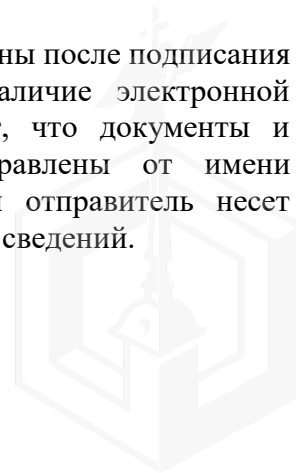 ны после подписания
аличие электронной
, что документы и
равлены от имени
отправитель несет
сведений.